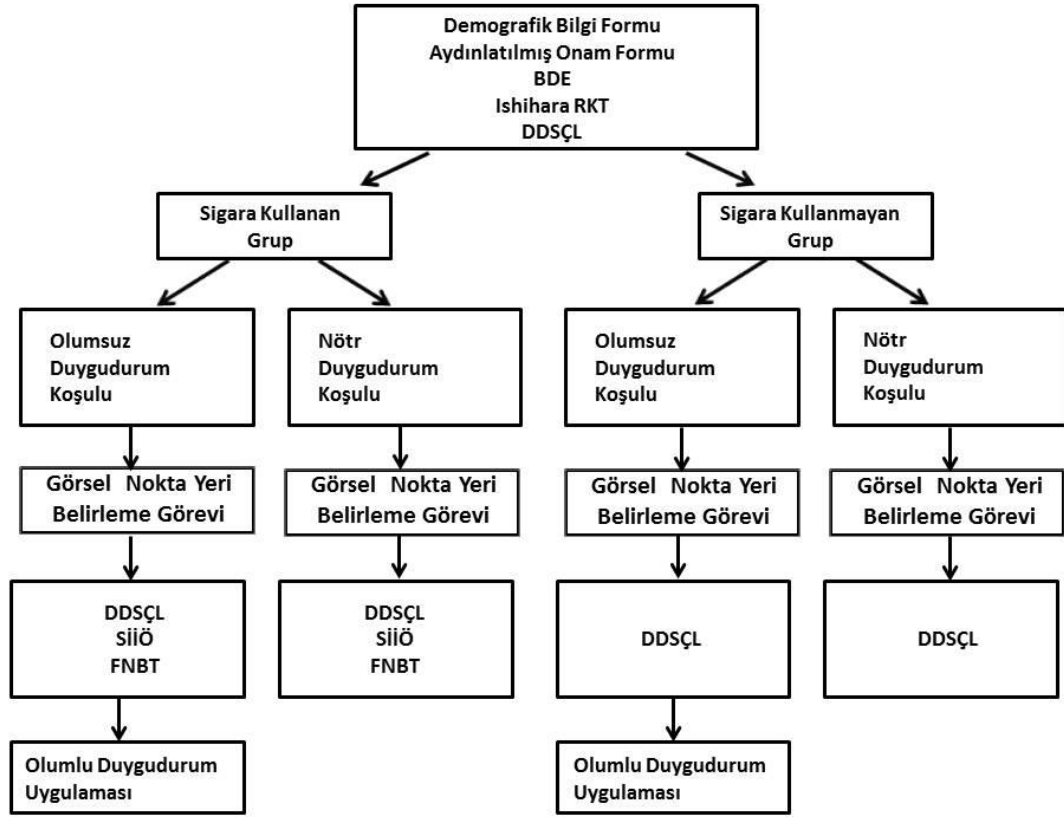 Demografik Bilgi Formu
Aydınlatılmış Onam Formu
BDE
Ishihara RKT
DDSÇL
Sigara Kullanan
Grup
Sigara Kullanmayan
Grup
Olumsuz
Duygudurum
Koşulu
Nötr
Duygudurum
Koşulu
Olumsuz
Duygudurum
Koşulu
Nötr
Duygudurum
Koşulu
Görsel Nokta Yeri
Belirleme Görevi
Görsel Nokta Yeri
Belirleme Görevi
Görsel Nokta Yeri
Belirleme Görevi
Görsel Nokta Yeri
Belirleme Görevi
DDSÇL
SİİÖ
FNBT
DDSÇL
SİİÖ
FNBT
DDSÇL
DDSÇL
Olumlu Duygudurum
Uygulaması
Olumlu Duygudurum
Uygulaması